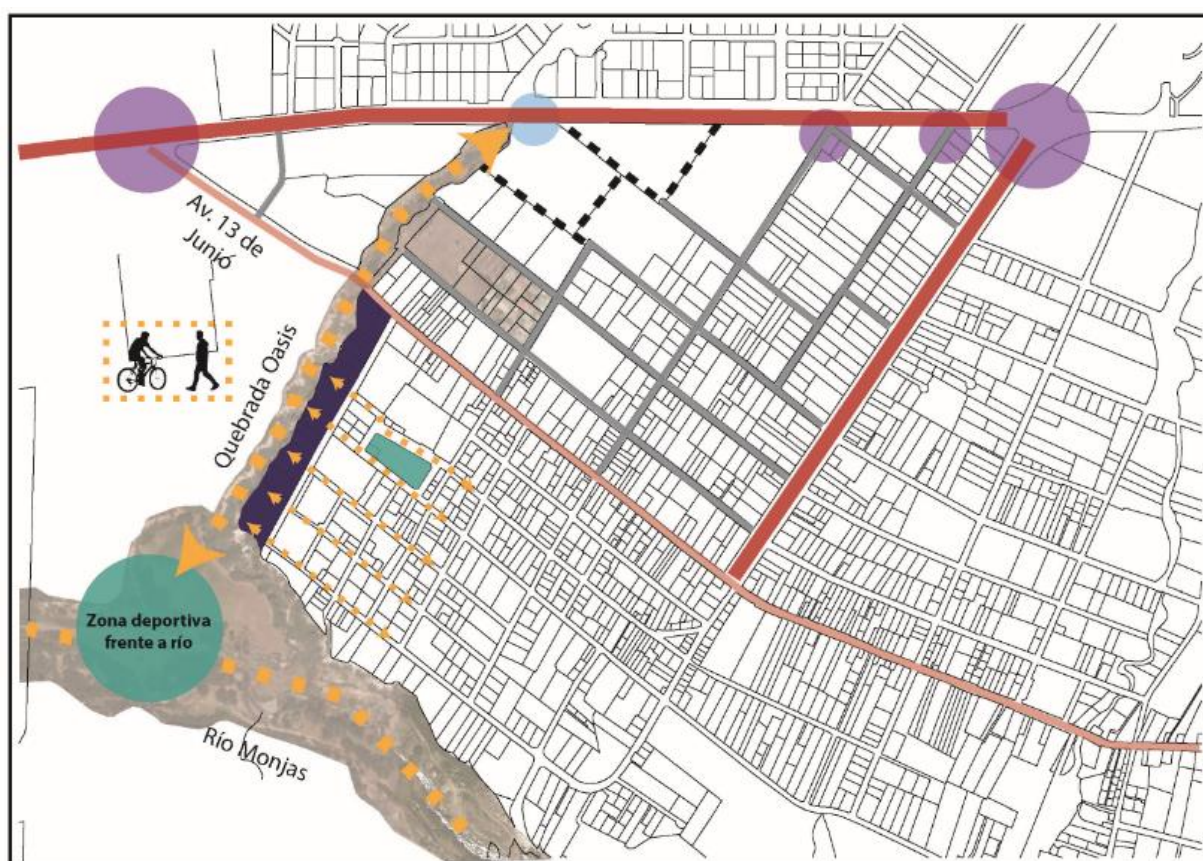 Av. 13 de
Junió
Quebrada Oasis
Zona deportiva
frente a río
Río Monjas